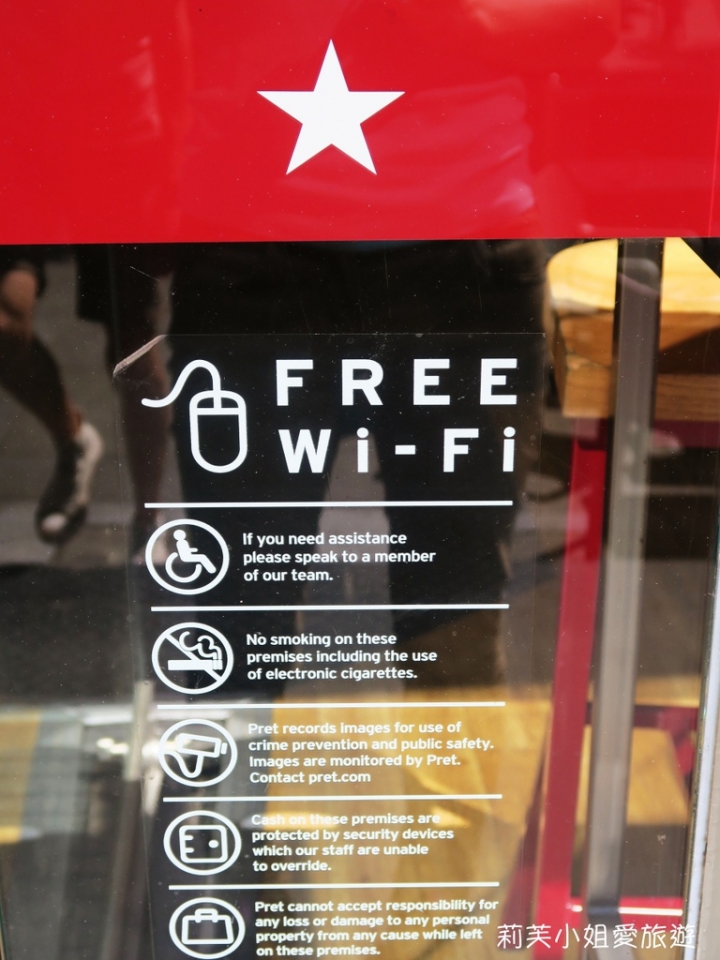 FREE
Wi-Fi
If you need assistance
please speak to a member
of our team.
No smoking on these
premises including the use
of electronic cigarettes.
Pret records images for use of
crime prevention and public safety.
Images are monitored by Pret.
Contact pret.com
Cash on these premises are
protected by security devices
which our staff are unable
to override.
Pret cannot accept responsibility for
any loss or damage to any personal
property from any cause while left
on these premises.
莉芙小姐愛旅遊